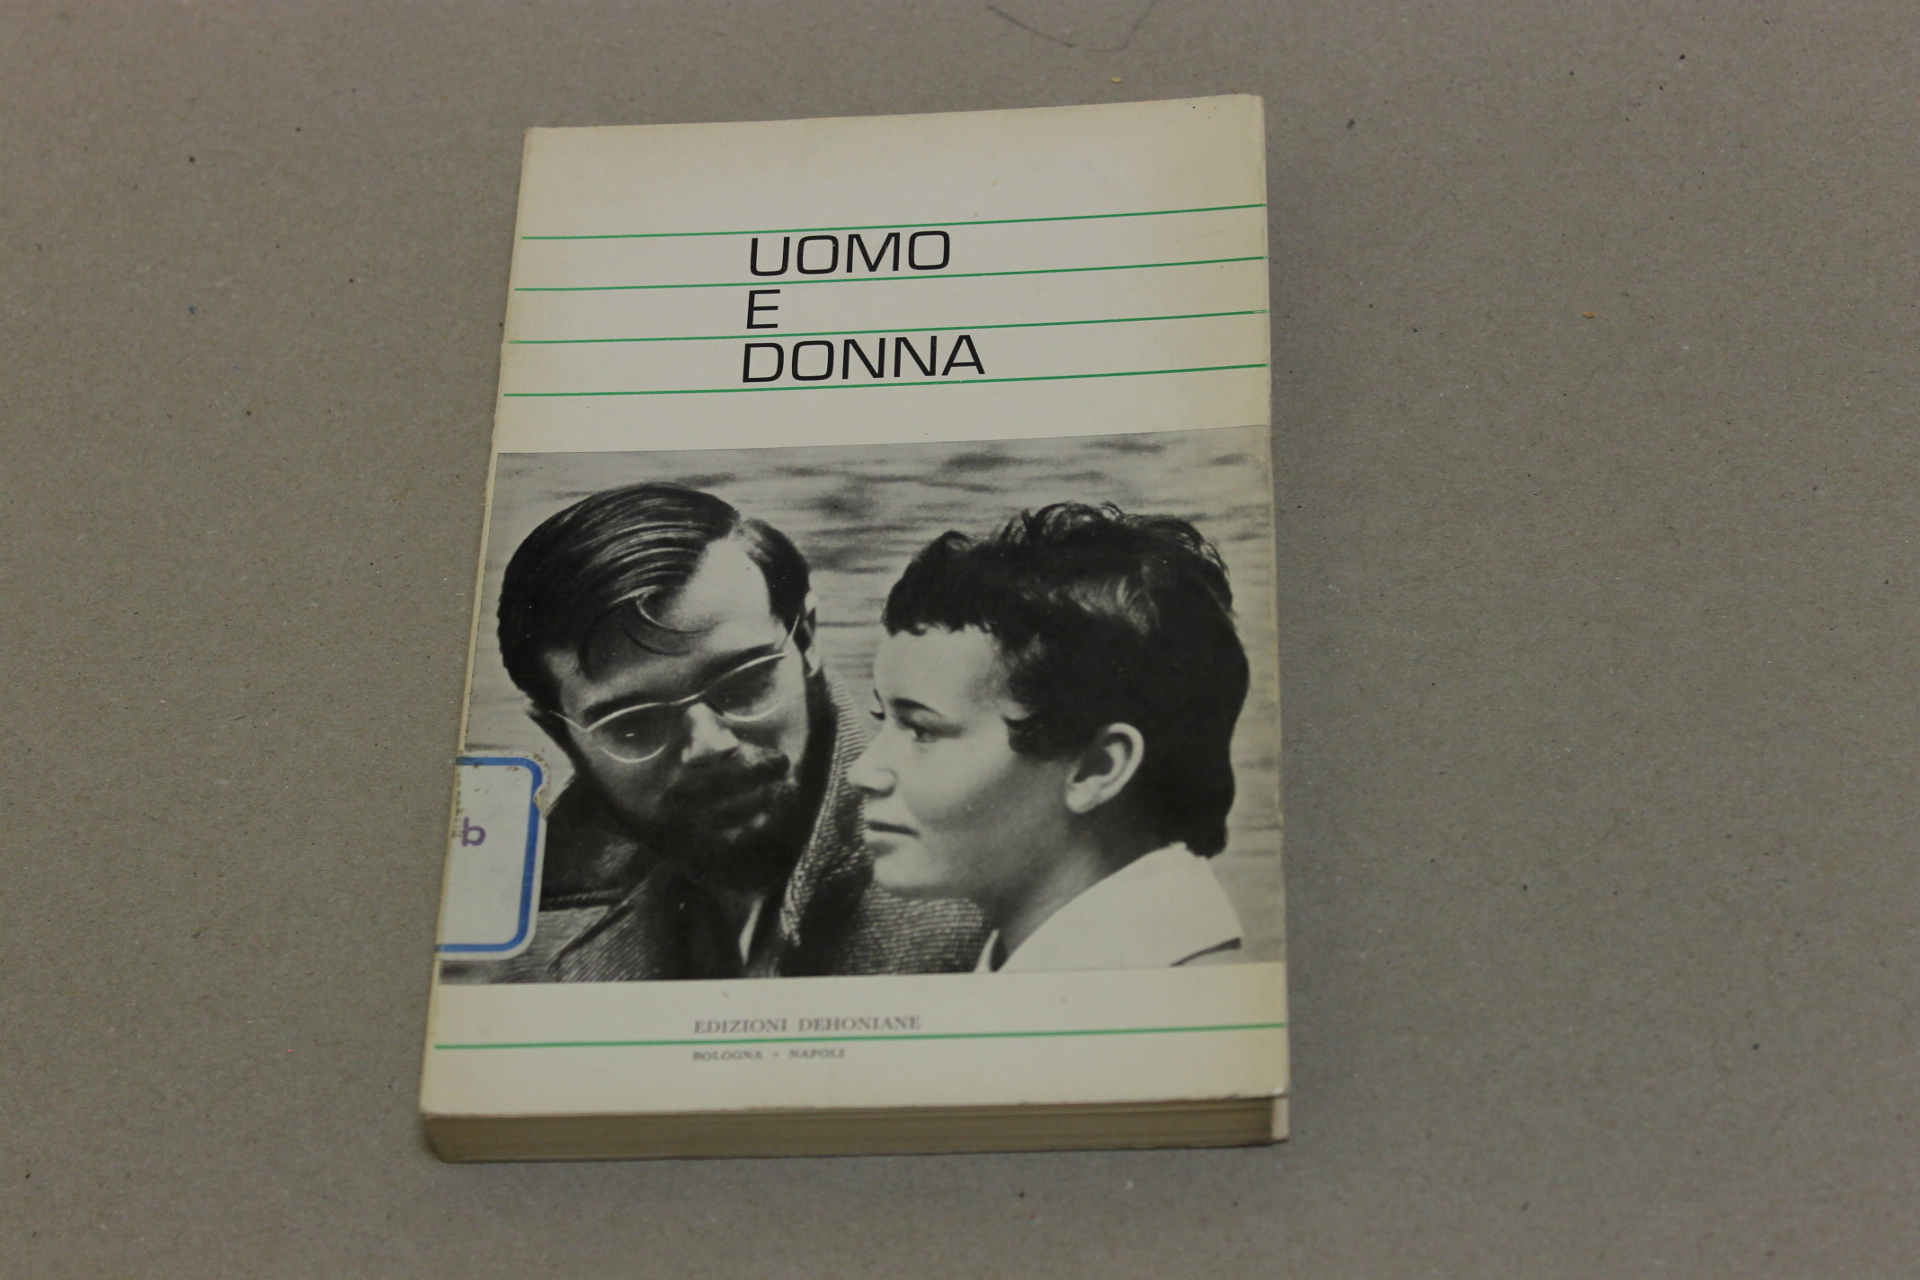 UOMO
E
DONNA
b
EDIZIONI DEHONIANE
BOLOGNA - NAPOLI